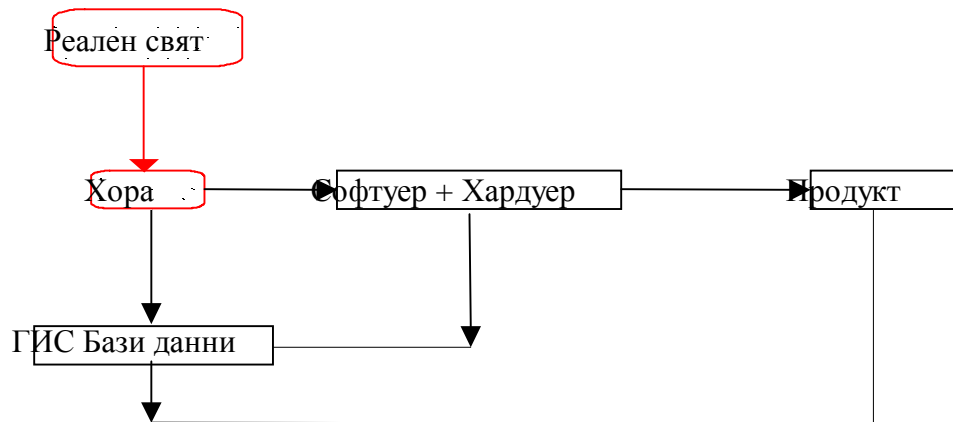 Реален свят
Хора
Софтуер + Хардуер
Продукт
ГИС Бази данни